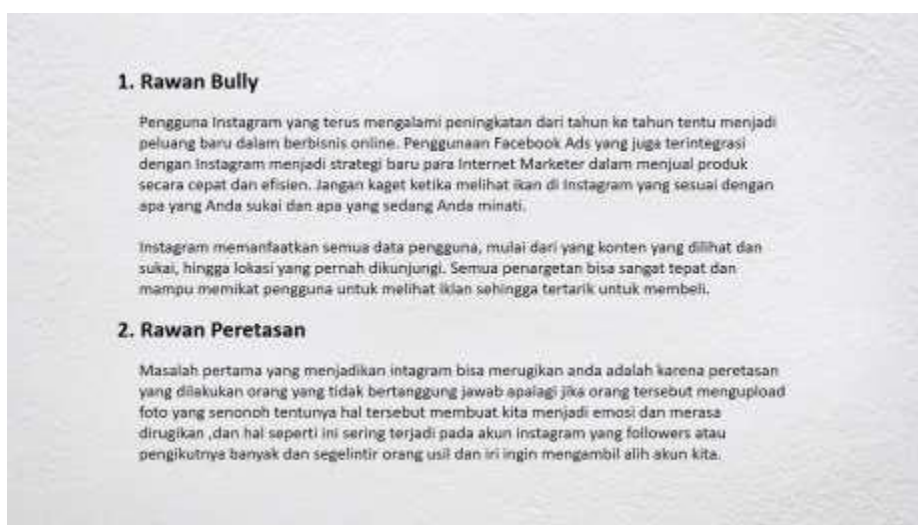 1. Rawan Bully
Pengguna Instagram yang terus mengalami peningkatan dari tahun ke tahun tentu menjadi
peluang baru dalam berbisnis online. Penggunaan Facebook Ads yang juga terintegrasi
dengan Instagram menjadi strategi baru para Internet Marketer dalam menjual produk
secara cepat dan efisien. Jangan kaget ketika melihat ikan di Instagram yang sesuai dengan
apa yang Anda sukai dan apa yang sedang Anda minati.
Instagram memanfaatkan semua data pengguna, mulai dari yang konten yang dilihat dan
sukai, hingga lokasi yang pernah dikunjungi. Semua penargetan bisa sangat tepat dan
mampu memikat pengguna untuk melihat iklan sehingga tertarik untuk membeli.
2. Rawan Peretasan
Masalah pertama yang menjadikan intagram bisa merugikan anda adalah karena peretasan
yang dilakukan orang yang tidak bertanggung jawab apalagi jika orang tersebut mengupload
foto yang senonoh tentunya hal tersebut membuat kita menjadi emosi dan merasa
dirugikan ,dan hal seperti ini sering terjadi pada akun instagram yang followers atau
pengikutnya banyak dan segelintir orang usil dan iri ingin mengambil alih akun kita.